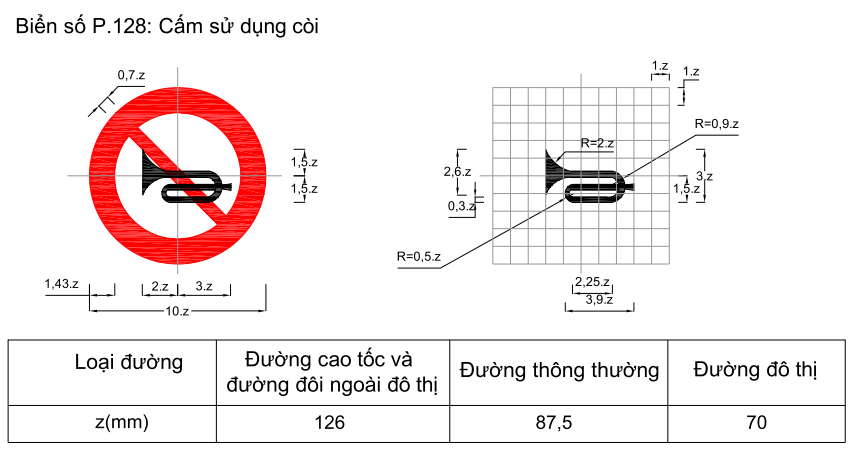 Biển số P.128: Cấm sử dụng còi
0,7.z
1,5.z
1,5.z
1,43.z
2.z
3.z
10.z
1.z
1.z
R=0,9.z
R=2.z
2,6.z
3.z
1,5.z
0,3.z
R=0,5.z
2,25.z
3,9.z
Loại đường
Đường cao tốc và
đường đôi ngoài đô thị
Đường thông thường
Đường đô thị
z(mm)
126
87,5
70